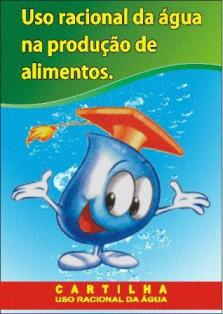 Uso racional da água
na produção de
alimentos.
CARTILHA
USO RACIONAL DA ÁGUA